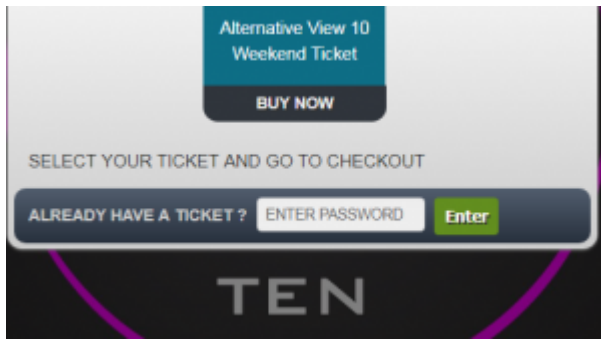 Alternative View 10
Weekend Ticket
BUY NOW
SELECT YOUR TICKET AND GO TO CHECKOUT
ALREADY HAVE A TICKET ? ENTER PASSWORD Enter
TEN